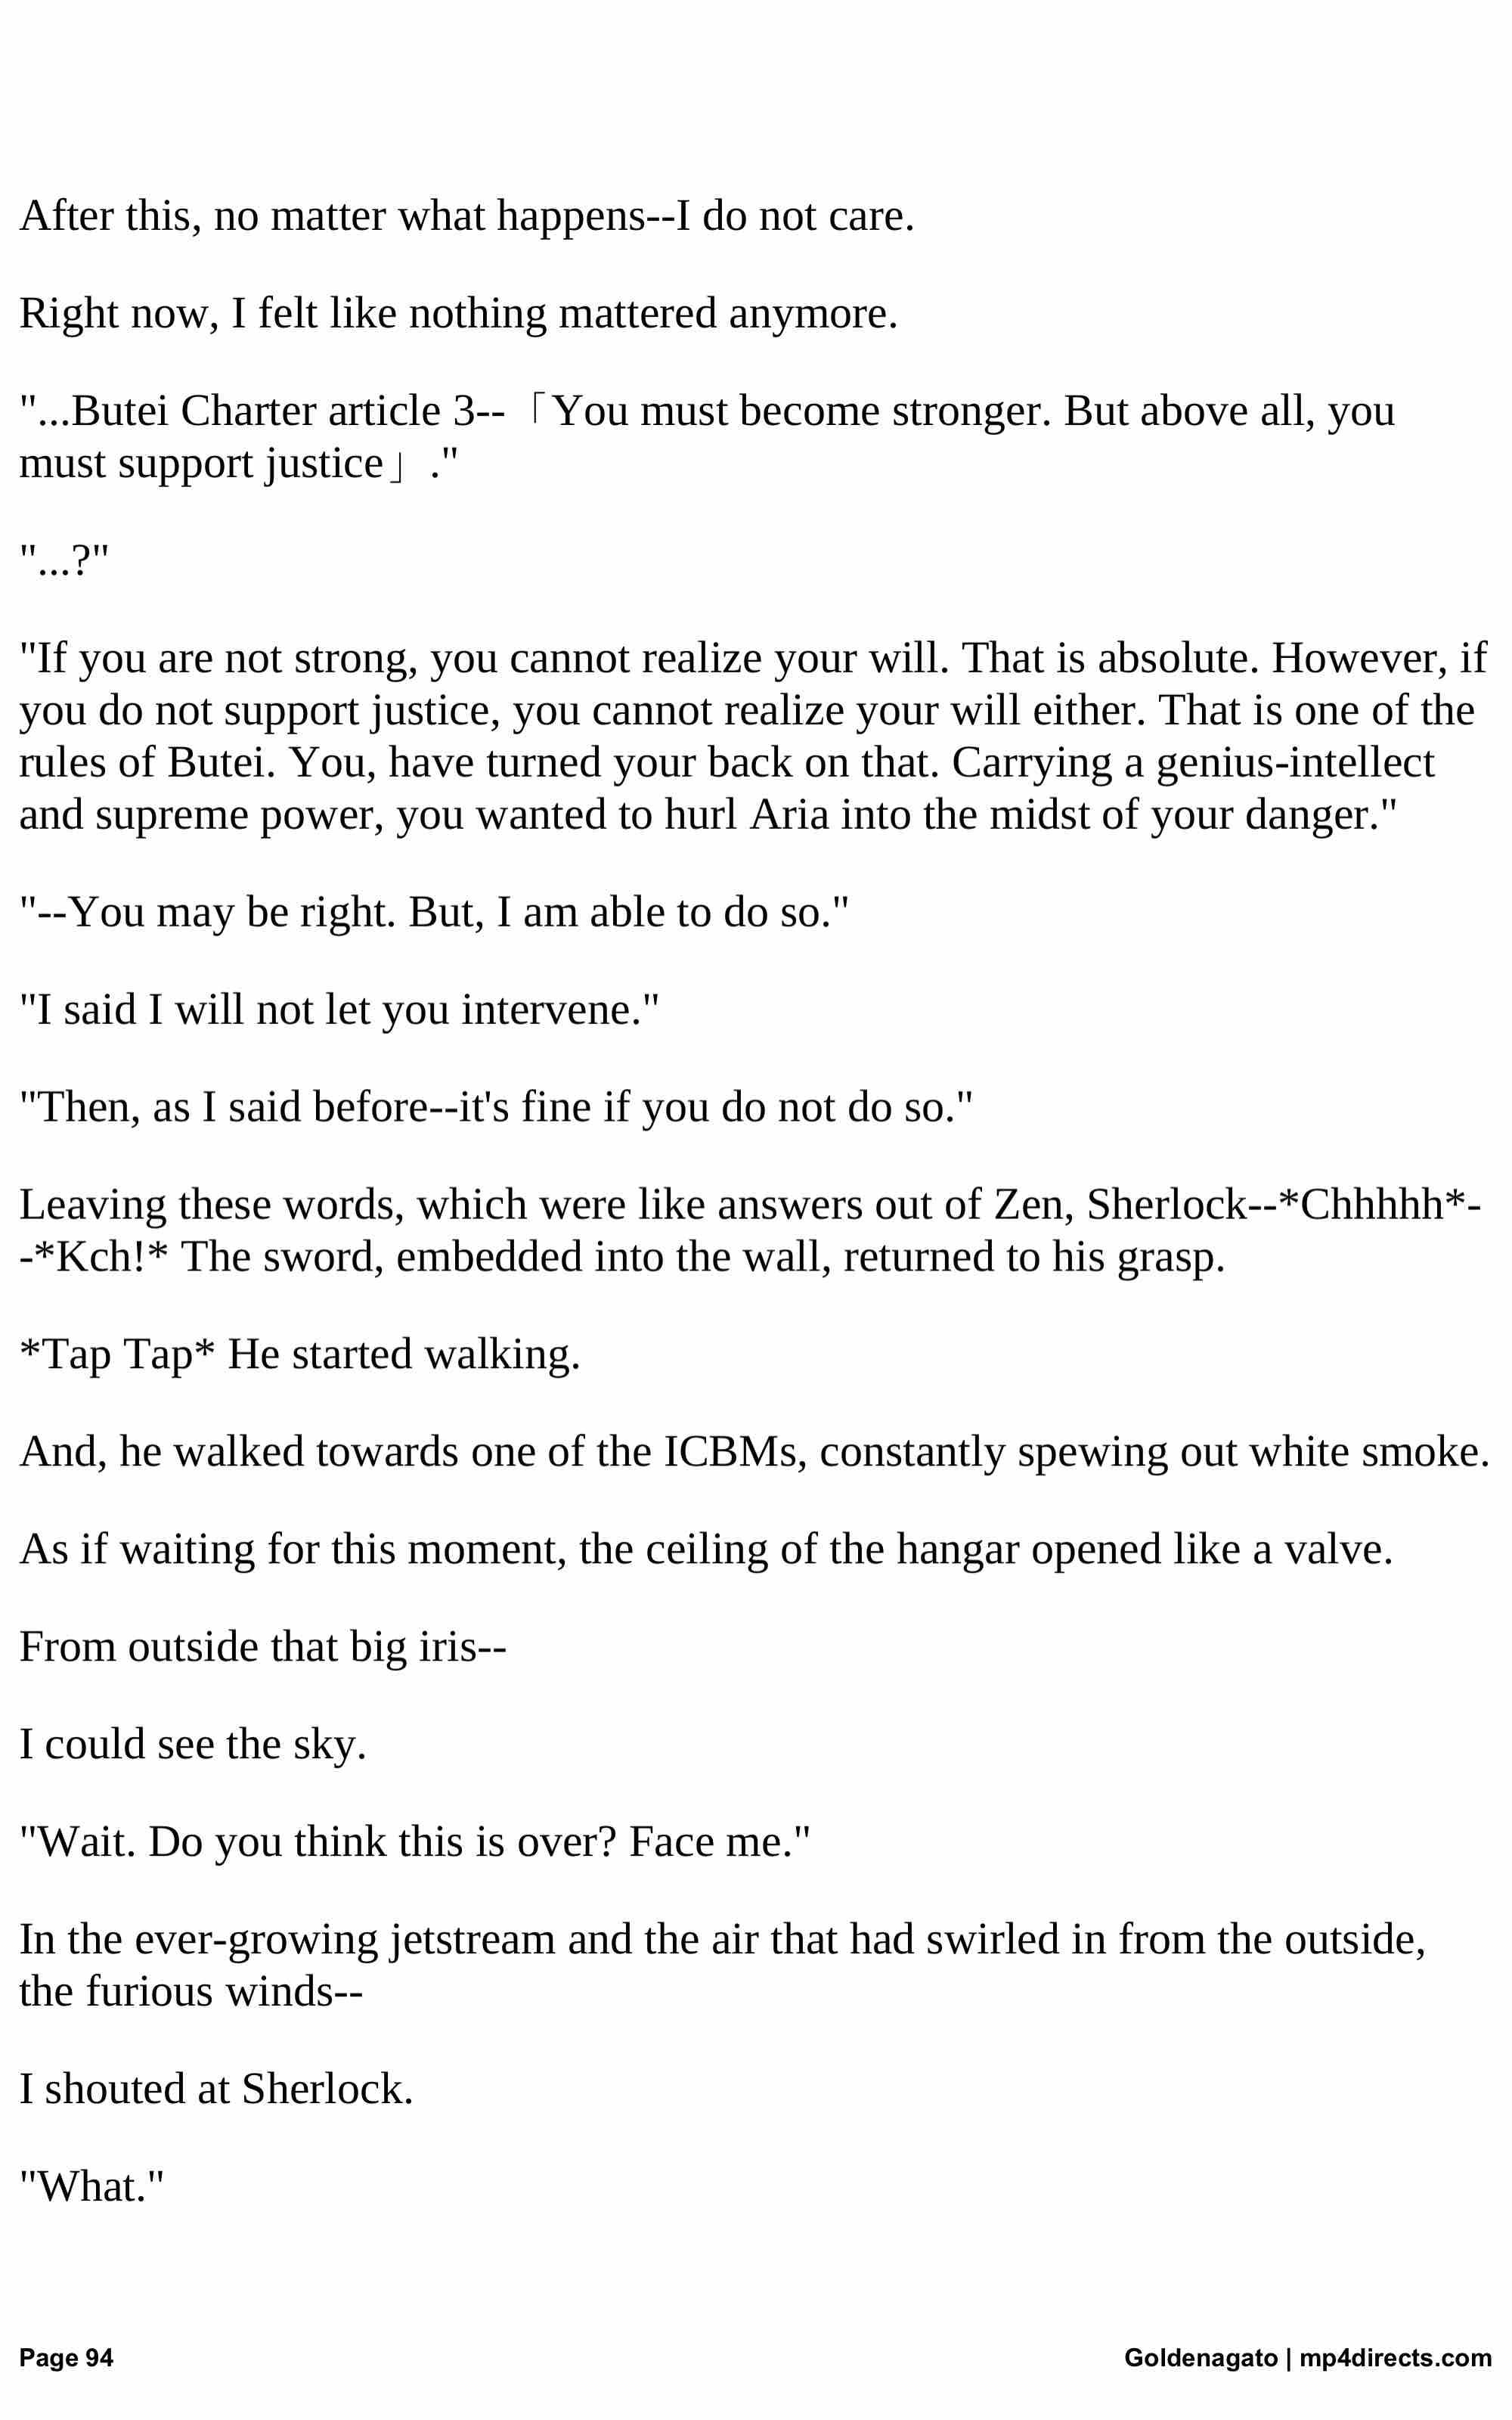 After this, no matter what happens--I do not care.
Right now, I felt like nothing mattered anymore.
"...Butei Charter article 3--「You must become stronger. But above all, you
must support justice」."
"...?"
"If you are not strong, you cannot realize your will. That is absolute. However, if
you do not support justice, you cannot realize your will either. That is one of the
rules of Butei. You, have turned your back on that. Carrying a genius-intellect
and supreme power, you wanted to hurl Aria into the midst of your danger."
"--You may be right. But, I am able to do so."
"I said I will not let you intervene."
"Then, as I said before--it's fine if you do not do so."
Leaving these words, which were like answers out of Zen, Sherlock--*Chhhhh*-
-*Kch!* The sword, embedded into the wall, returned to his grasp.
*Tap Tap* He started walking.
And, he walked towards one of the ICBMs, constantly spewing out white smoke.
As if waiting for this moment, the ceiling of the hangar opened like a valve.
From outside that big iris--
I could see the sky.
"Wait. Do you think this is over? Face me."
In the ever-growing jetstream and the air that had swirled in from the outside,
the furious winds--
I shouted at Sherlock.
"What."
Page 94
Goldenagato | mp4directs.com